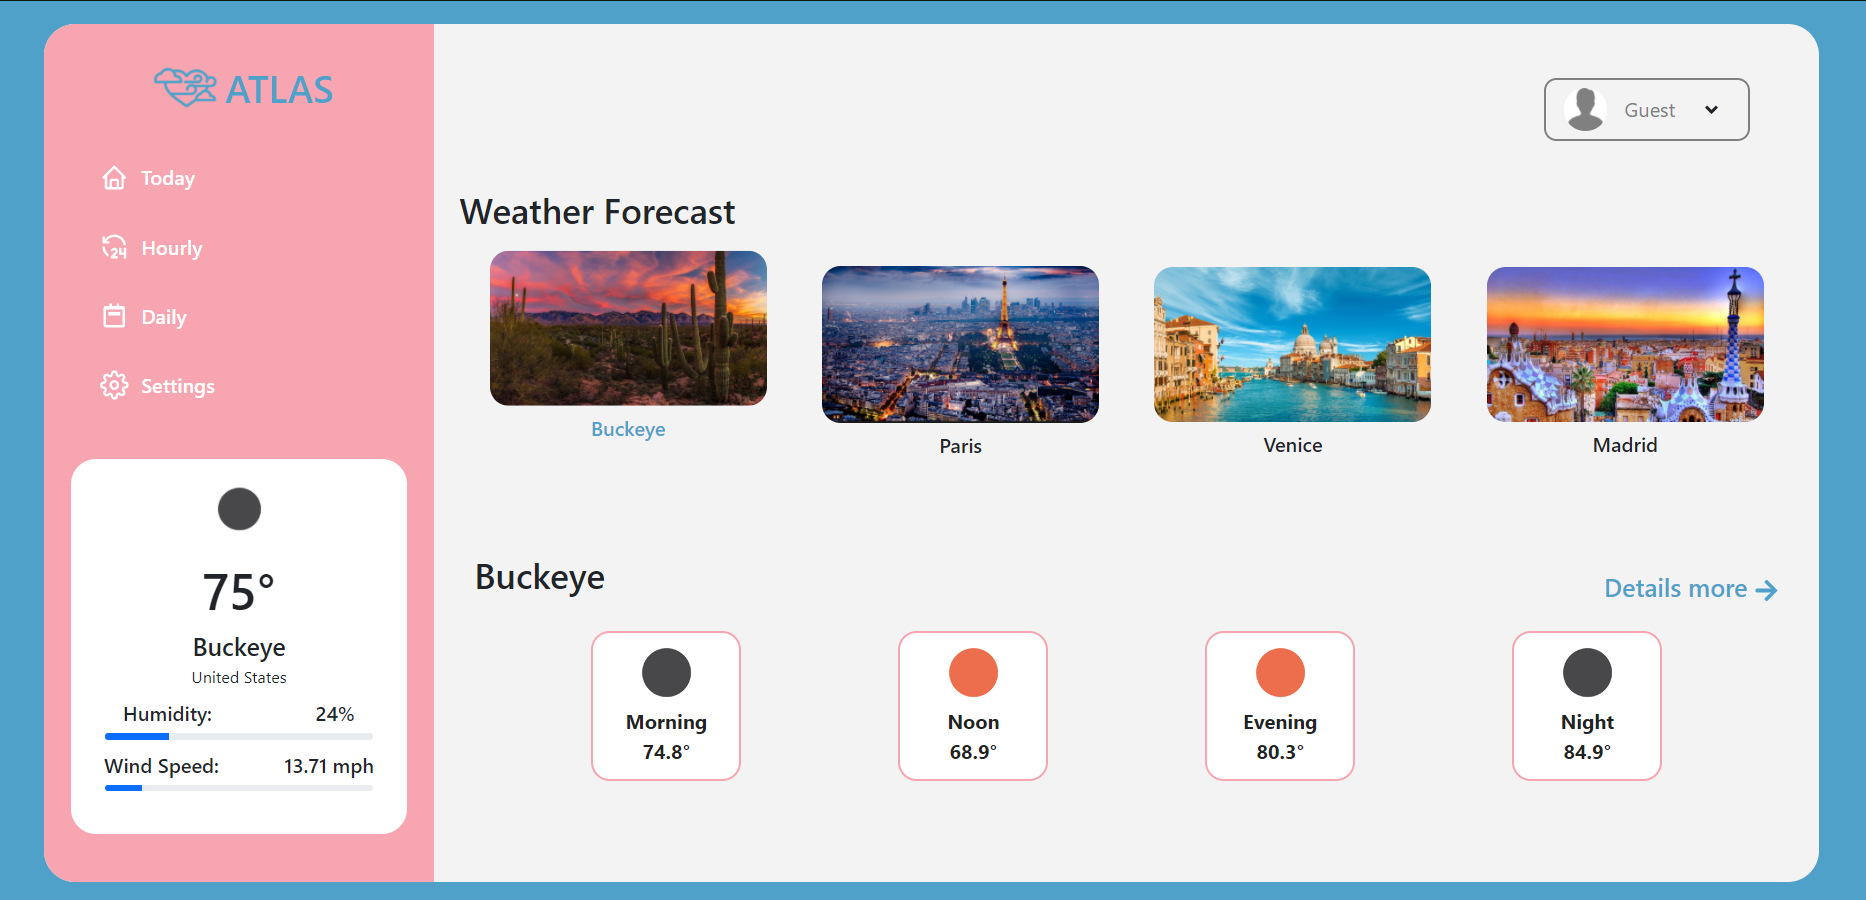 ATLAS
Today
24
Hourly
Daily
Settings
75°
Buckeye
United States
Humidity: 24%
Wind Speed: 13.71 mph
Guest
Weather Forecast
Buckeye
Paris
Venice
Madrid
Buckeye
Details more
Morning
74.8°
Noon
68.9°
Evening
80.3°
Night
84.9°